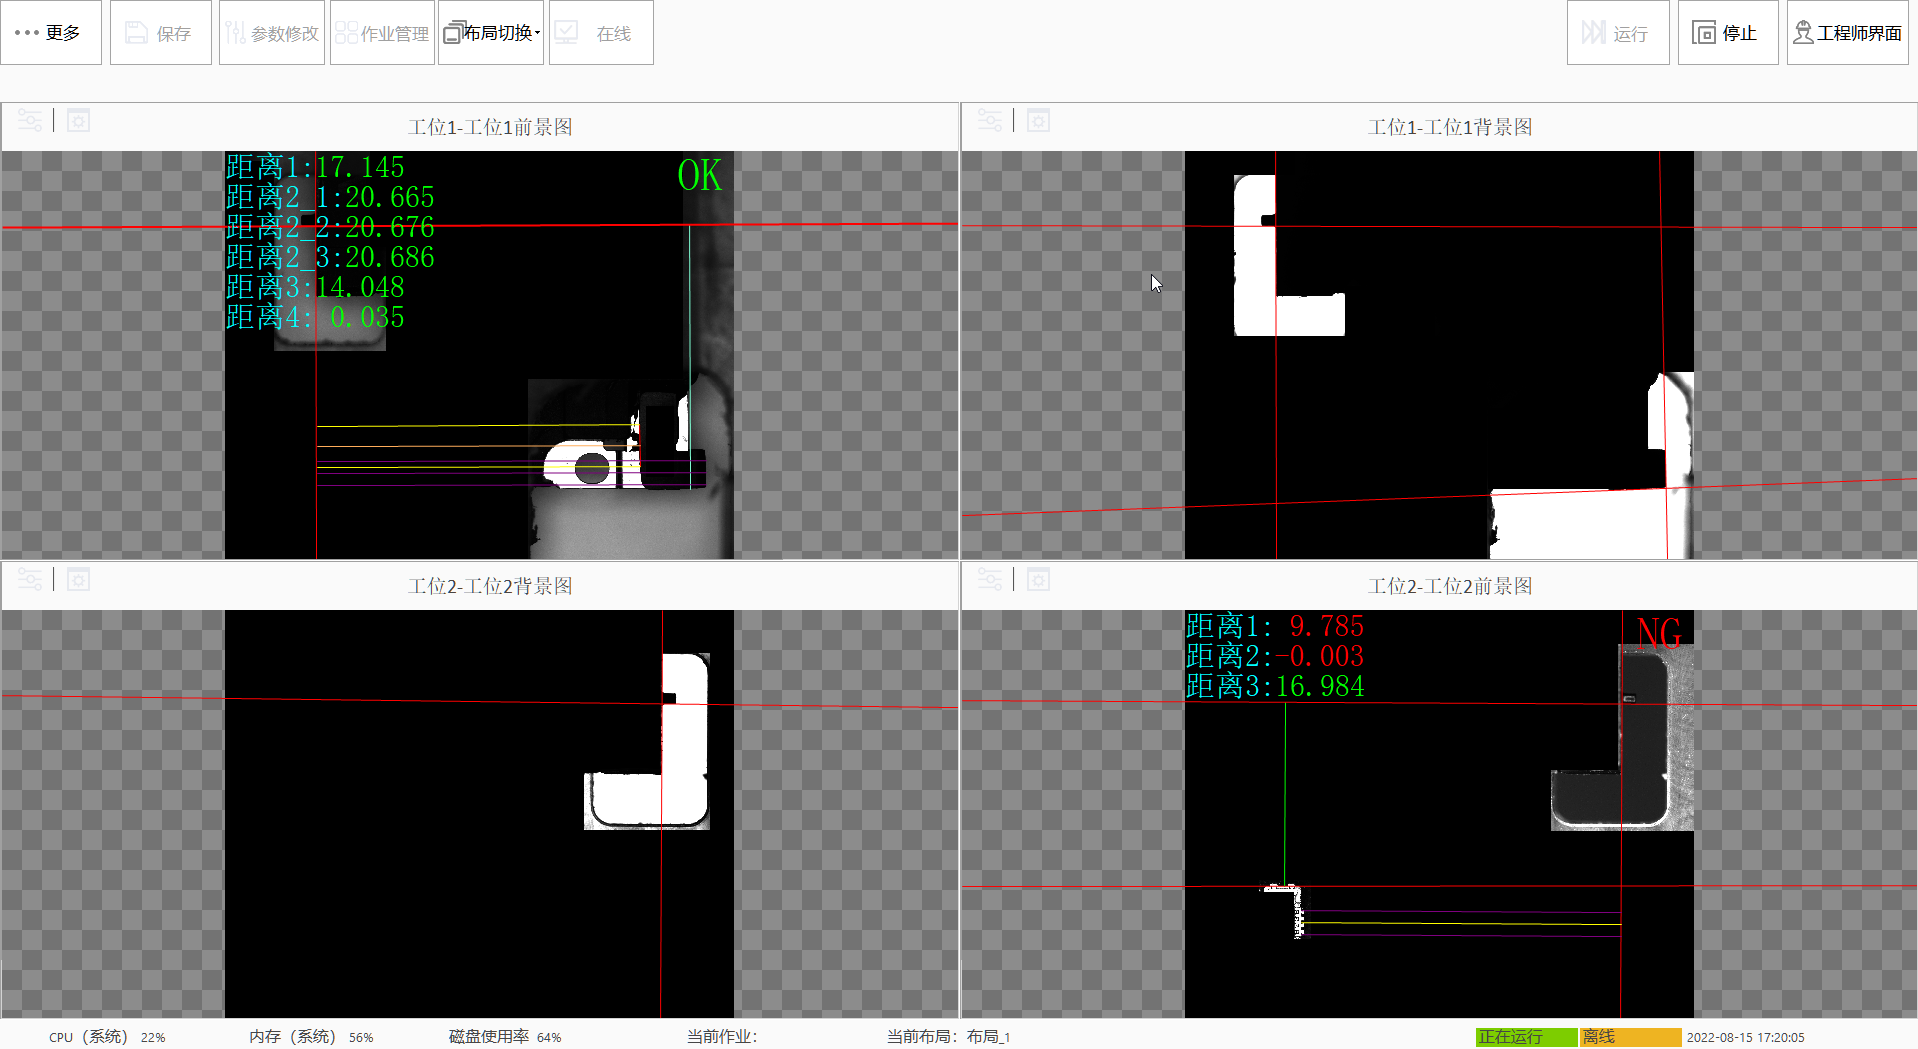 更多
保存
参数修改
作业管理
布局切换
在线
运行
停止
工程师界面
工位1-工位1前景图
距离1:17.145
距离2_1:20.665
距离2_2:20.676
距离2_3:20.686
距离3:14.048
距离4: 0.035
OK
工位1-工位1背景图
工位2-工位2背景图
工位2-工位2前景图
距离1: 9.785
距离2:-0.003
距离3:16.984
NG
CPU（系统） 22%
内存（系统） 56%
磁盘使用率 64%
当前作业：
当前布局：布局_1
正在运行
离线
2022-08-15 17:20:05